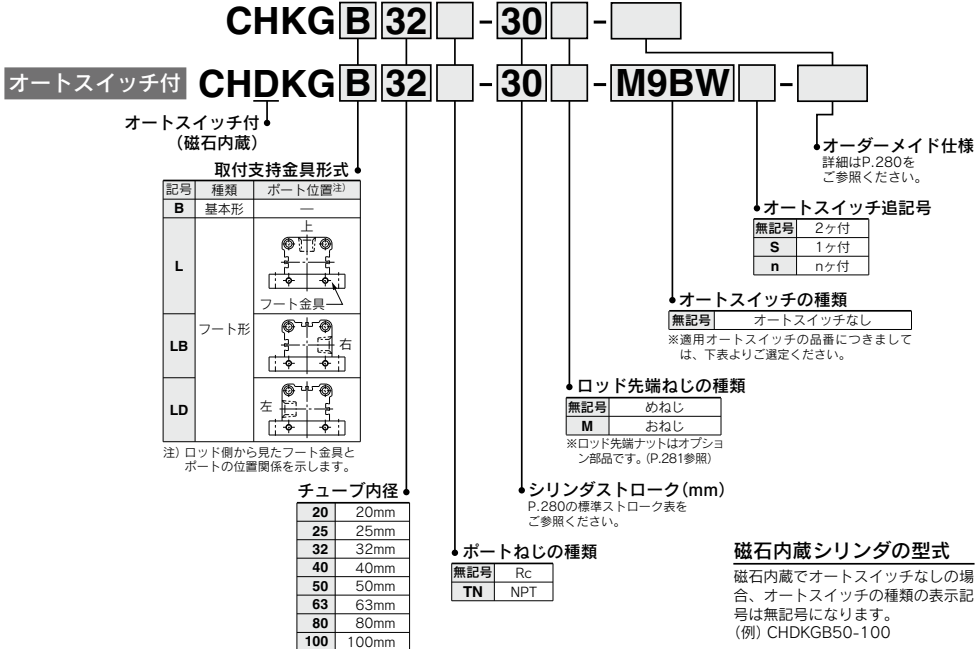 CHKG B 32 - 30 -
オートスイッチ付 CHDKG B 32 - 30 - M9BW -
オートスイッチ付
(磁石内蔵)
取付支持金具形式
記号 種類 ポート位置注)
B 基本形 —
L フート形 上
フート金具
LB 右
LD 左
注) ロッド側から見たフート金具と
ポートの位置関係を示します。
チューブ内径
20 20mm
25 25mm
32 32mm
40 40mm
50 50mm
63 63mm
80 80mm
100 100mm
ポートねじの種類
無記号 Rc
TN NPT
シリンダストローク(mm)
P.280の標準ストローク表を
ご参照ください。
ロッド先端ねじの種類
無記号 めねじ
M おねじ
※ロッド先端ナットはオプショ
ン部品です。(P.281参照)
オートスイッチの種類
無記号 オートスイッチなし
※適用オートスイッチの品番につきまして
は、下表よりご選定ください。
オートスイッチ追記号
無記号 2ヶ付
S 1ヶ付
n nヶ付
オーダーメイド仕様
詳細はP.280を
ご参照ください。
磁石内蔵シリンダの型式
磁石内蔵でオートスイッチなしの場
合、オートスイッチの種類の表示記
号は無記号になります。
(例) CHDKGB50-100